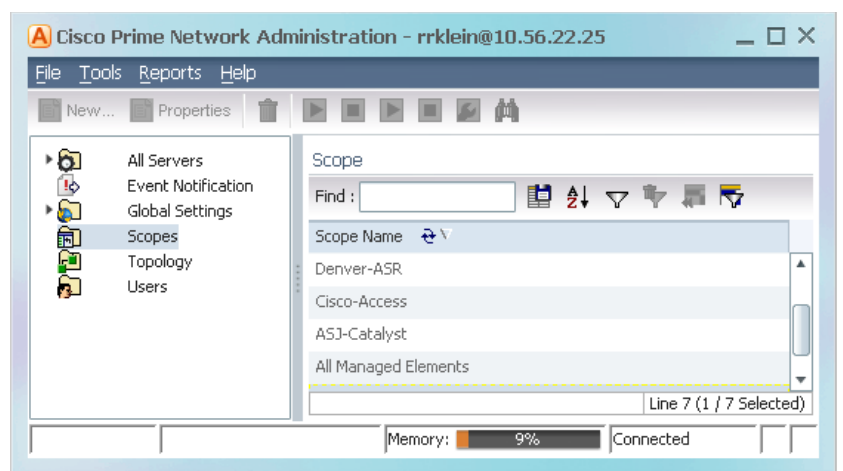 Cisco Prime Network Administration - rrklein@10.56.22.25
File Tools Reports Help
New... Properties
All Servers
Event Notification
Global Settings
Scopes
Topology
Users
Scope
Find :
Scope Name
Denver-ASR
Cisco-Access
ASJ-Catalyst
All Managed Elements
Line 7 (1 / 7 Selected)
Memory: 9% Connected